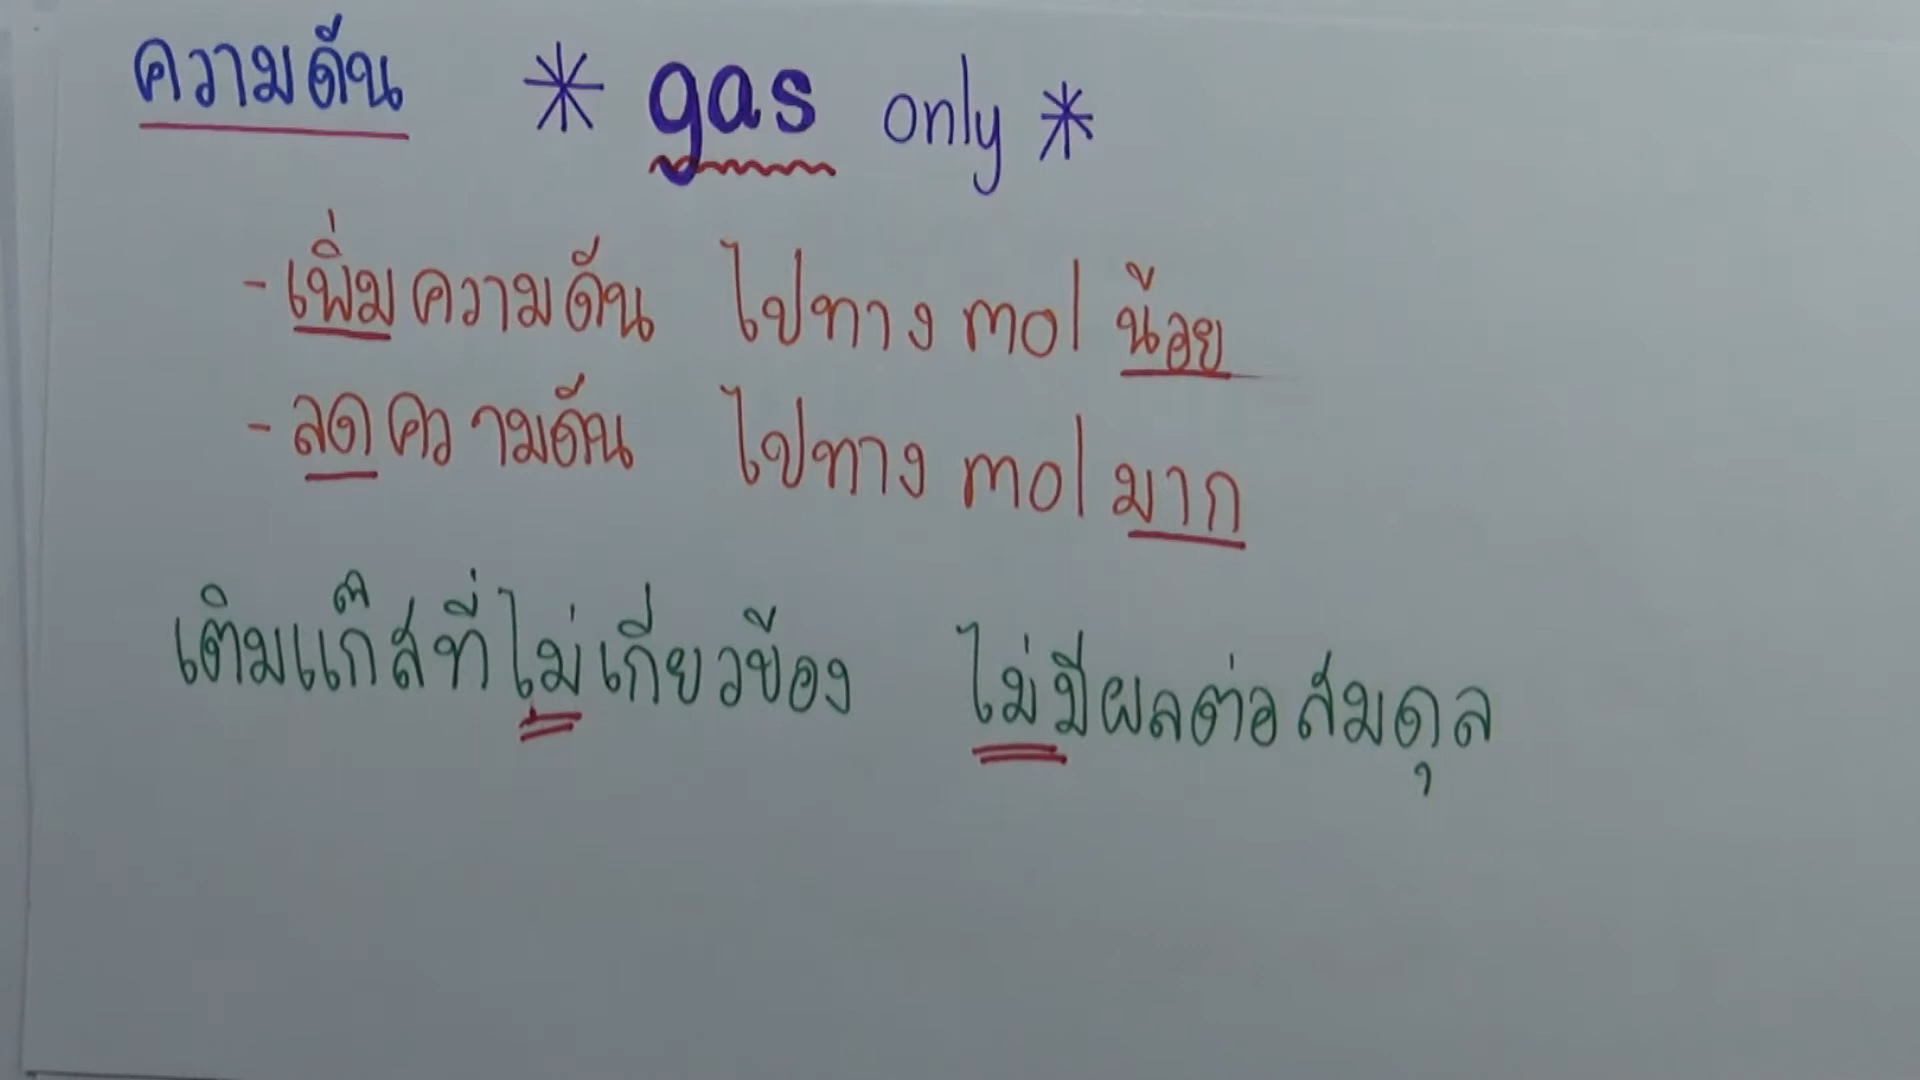 ความดัน * gas only *
- เพิ่มความดัน ไปทาง mol น้อย
- ลดความดัน ไปทาง mol มาก
เติมแก๊สที่ไม่เกี่ยวข้อง ไม่มีผลต่อสมดุล